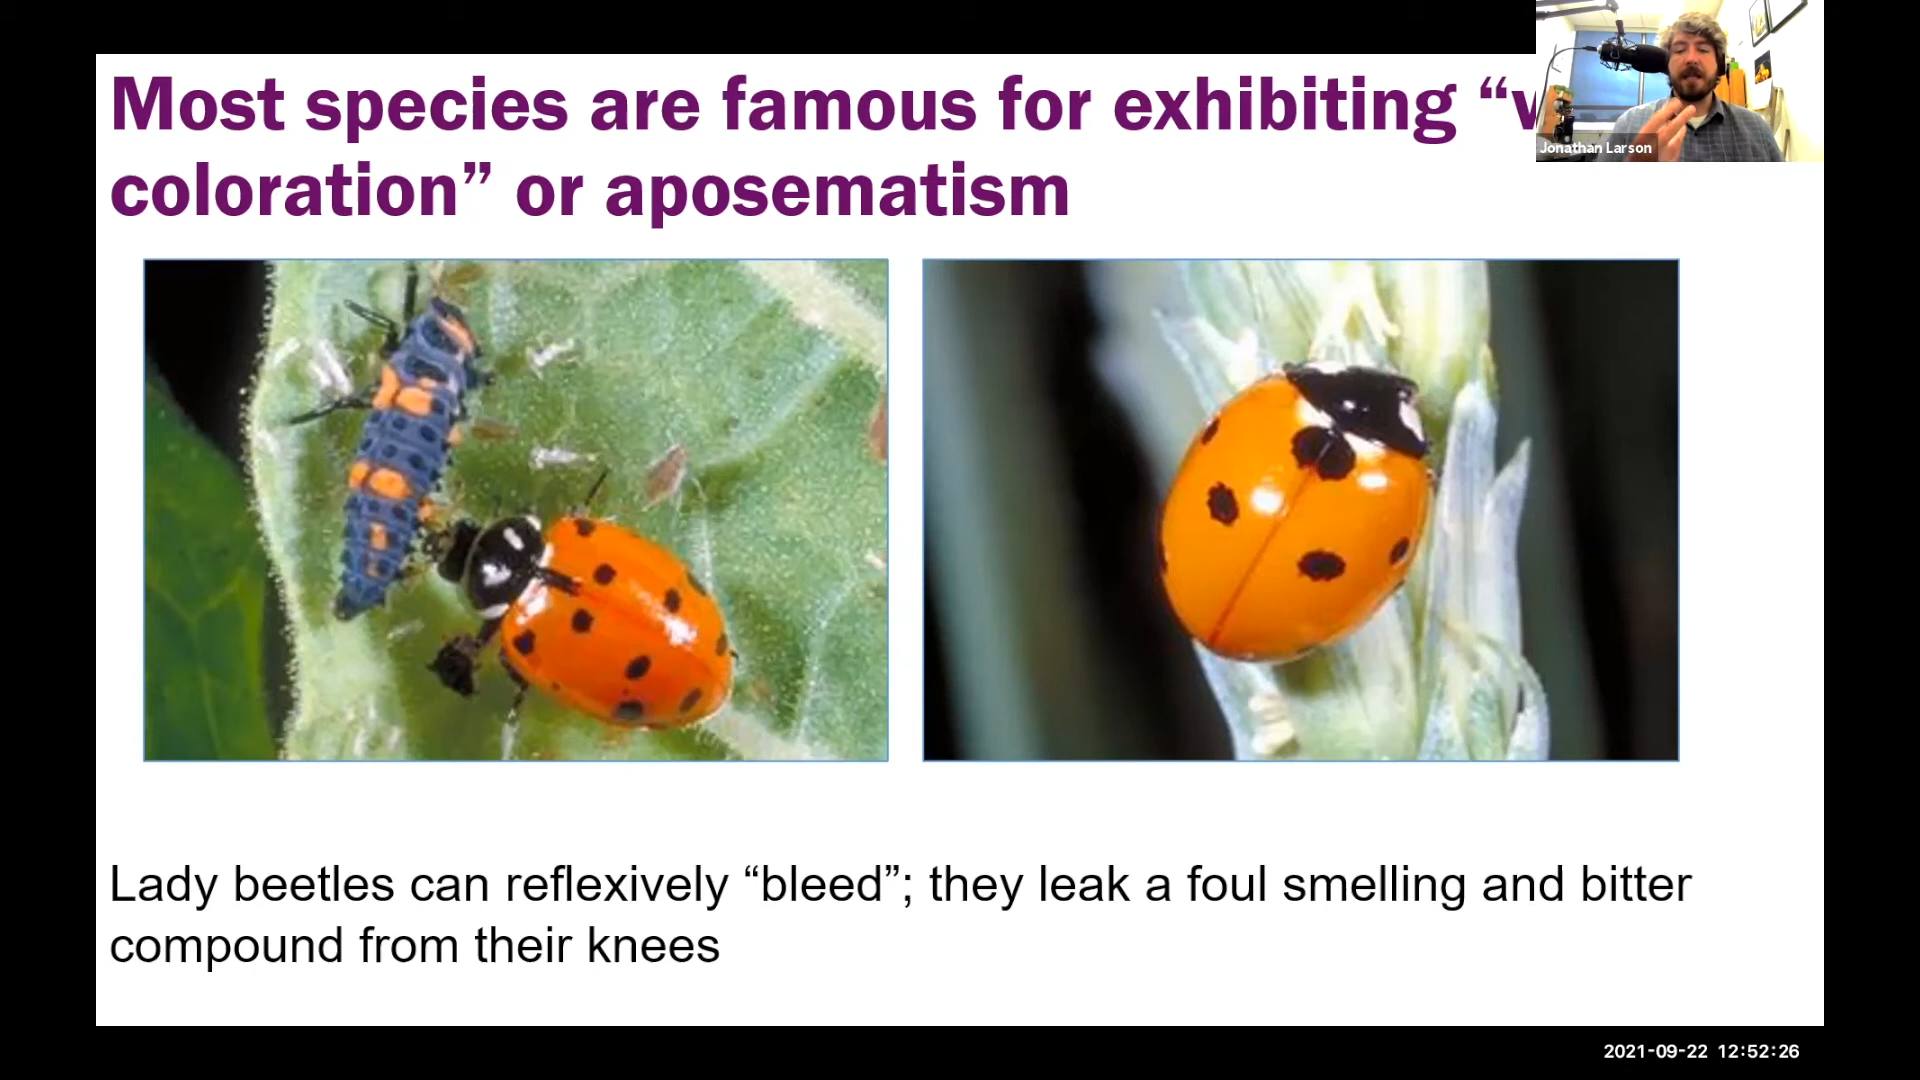 Most species are famous for exhibiting “
coloration” or aposematism
Jonathan Larson
Lady beetles can reflexively “bleed”; they leak a foul smelling and bitter
compound from their knees
2021-09-22 12:52:26